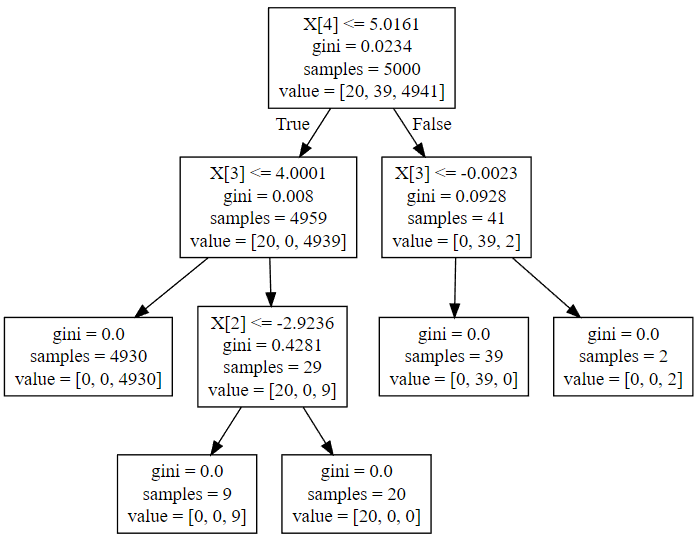 X[4] <= 5.0161
gini = 0.0234
samples = 5000
value = [20, 39, 4941]
True
False
X[3] <= 4.0001
gini = 0.008
samples = 4959
value = [20, 0, 4939]
X[3] <= -0.0023
gini = 0.0928
samples = 41
value = [0, 39, 2]
gini = 0.0
samples = 4930
value = [0, 0, 4930]
X[2] <= -2.9236
gini = 0.4281
samples = 29
value = [20, 0, 9]
gini = 0.0
samples = 39
value = [0, 39, 0]
gini = 0.0
samples = 2
value = [0, 0, 2]
gini = 0.0
samples = 9
value = [0, 0, 9]
gini = 0.0
samples = 20
value = [20, 0, 0]